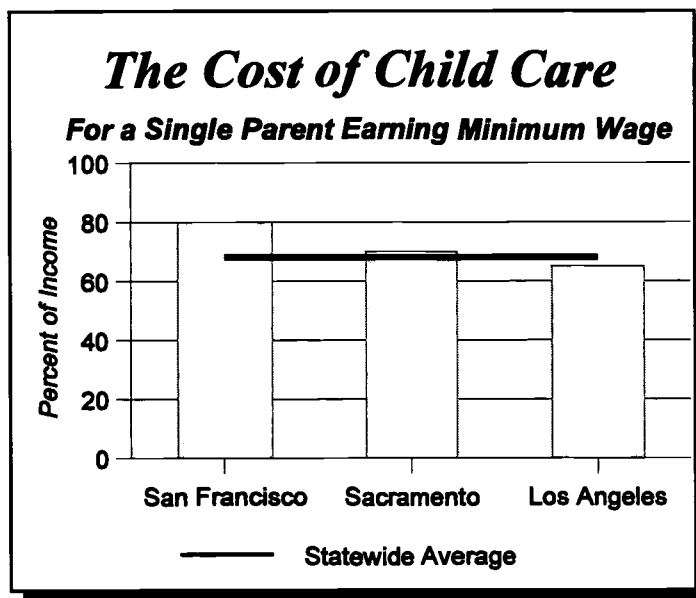 The Cost of Child Care
For a Single Parent Earning Minimum Wage
Percent of Income
100
80
60
40
20
0
San Francisco Sacramento Los Angeles
Statewide Average